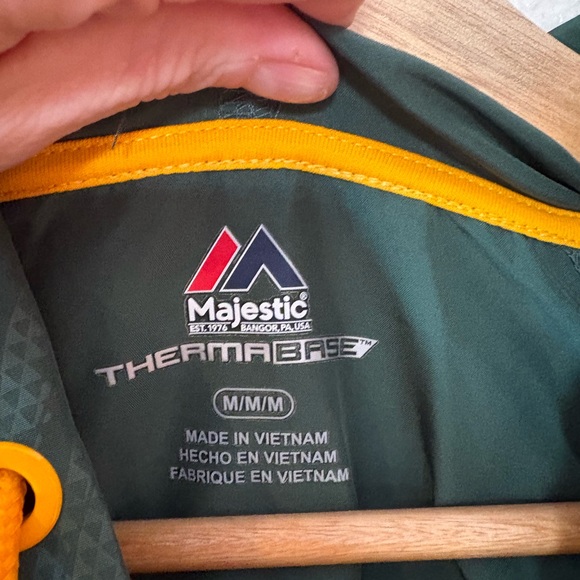 Majestic®
EST. 1976 BANGOR, PA, USA
THERMABASE™
M/M/M
MADE IN VIETNAM
HECHO EN VIETNAM
FABRIQUE EN VIETNAM